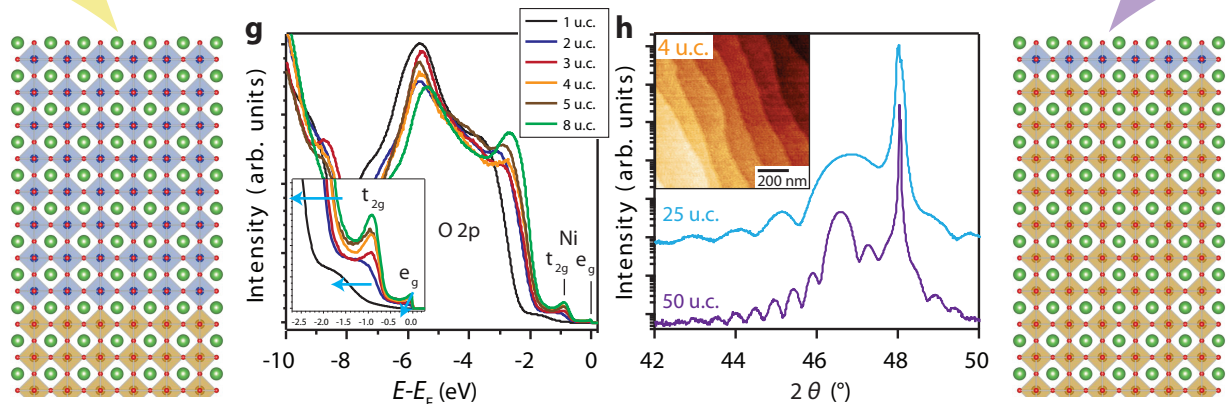 g
1 u.c.
2 u.c.
3 u.c.
4 u.c.
5 u.c.
8 u.c.
Intensity (arb. units)
t2g
eg
-2.5 -2.0 -1.5 -1.0 -0.5 0.0
O 2p
Ni
t2g eg
-10 -8 -6 -4 -2 0
E-EF (eV)
h
4 u.c.
200 nm
25 u.c.
50 u.c.
Intensity (arb. units)
42 44 46 48 50
2 θ (°)